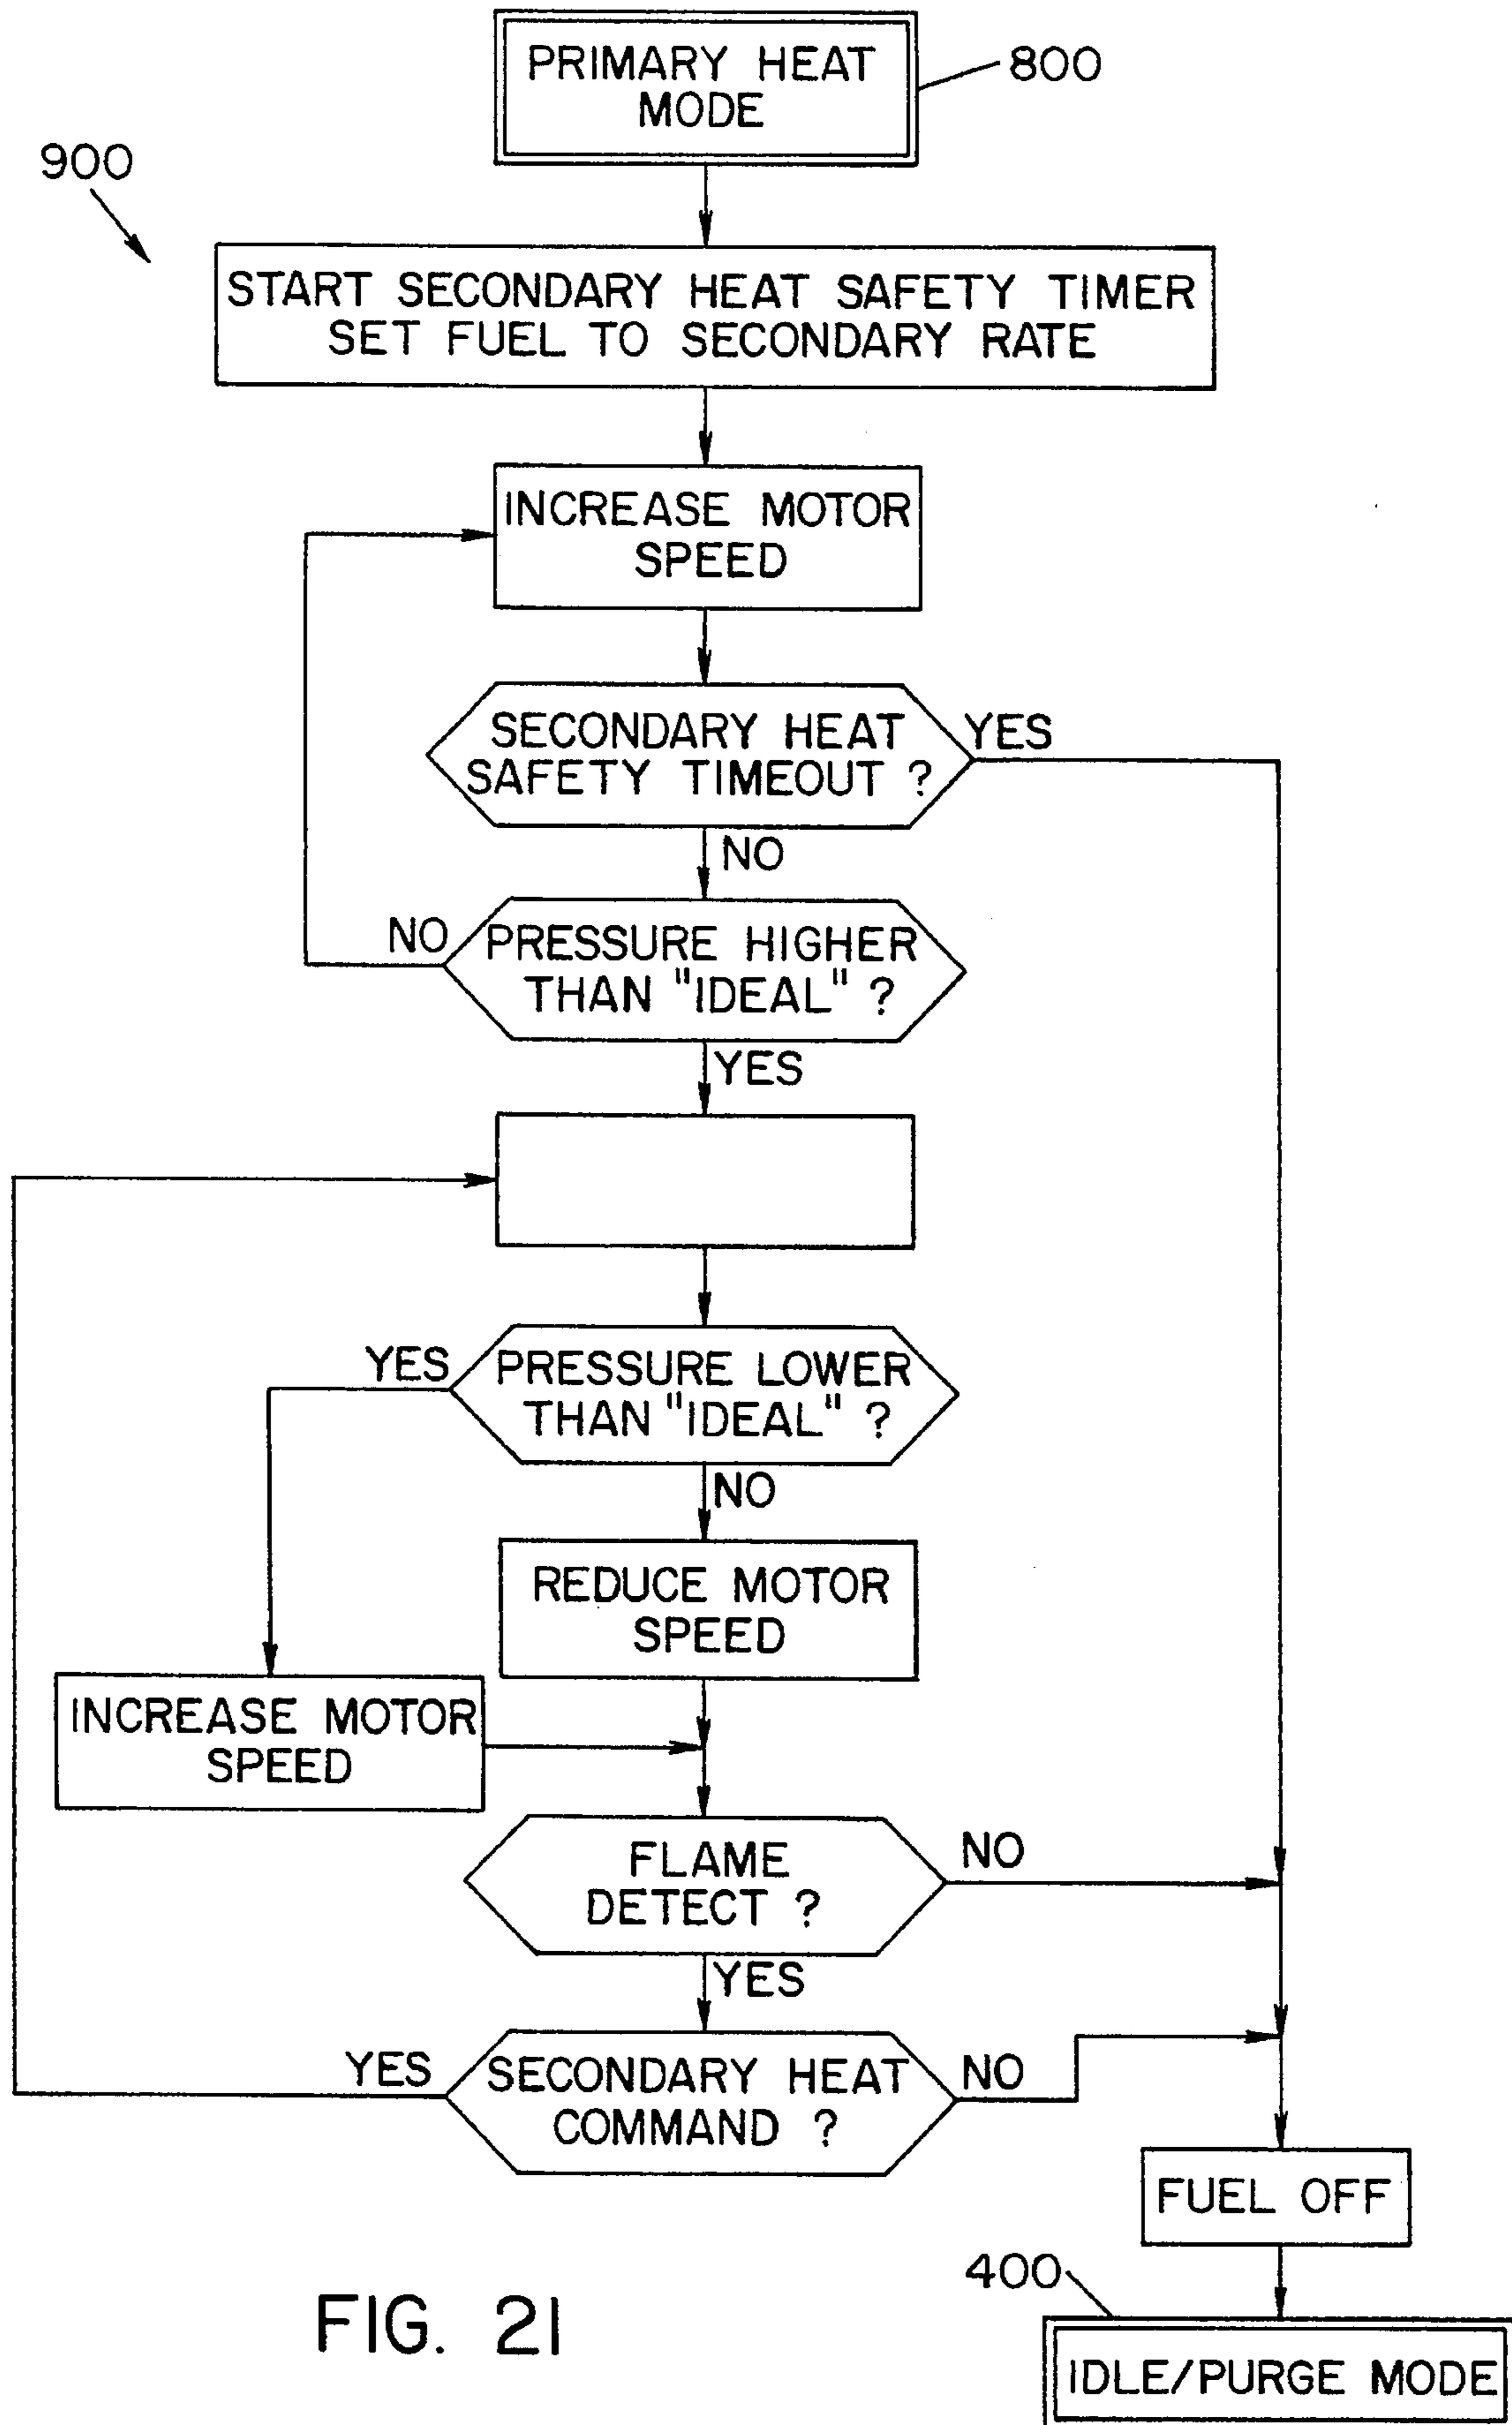 PRIMARY HEAT
MODE
800
900
START SECONDARY HEAT SAFETY TIMER
SET FUEL TO SECONDARY RATE
INCREASE MOTOR
SPEED
SECONDARY HEAT
SAFETY TIMEOUT ?
YES
NO
NO
PRESSURE HIGHER
THAN "IDEAL" ?
YES
YES
PRESSURE LOWER
THAN "IDEAL" ?
NO
REDUCE MOTOR
SPEED
INCREASE MOTOR
SPEED
FLAME
DETECT ?
NO
YES
YES
SECONDARY HEAT
COMMAND ?
NO
FUEL OFF
400
IDLE/PURGE MODE
FIG. 21